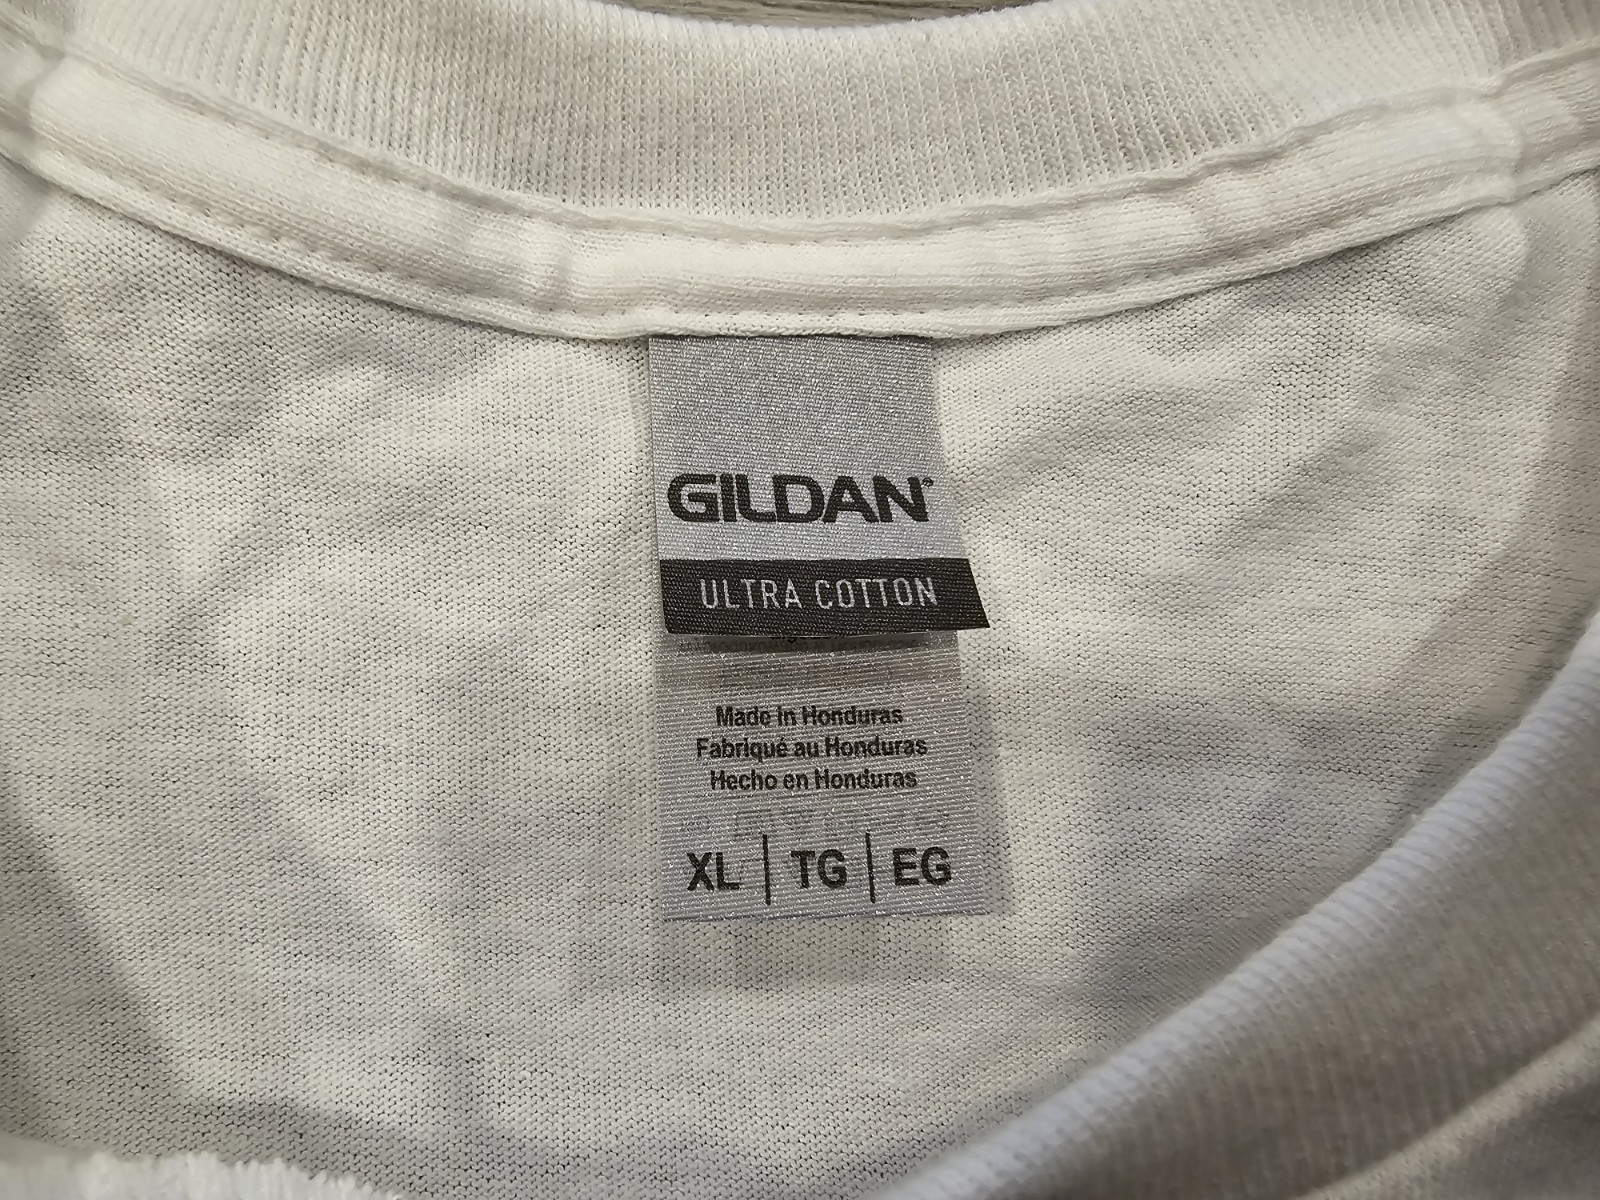 GILDAN
ULTRA COTTON
Made in Honduras
Fabriqué au Honduras
Hecho en Honduras
XL | TG | EG